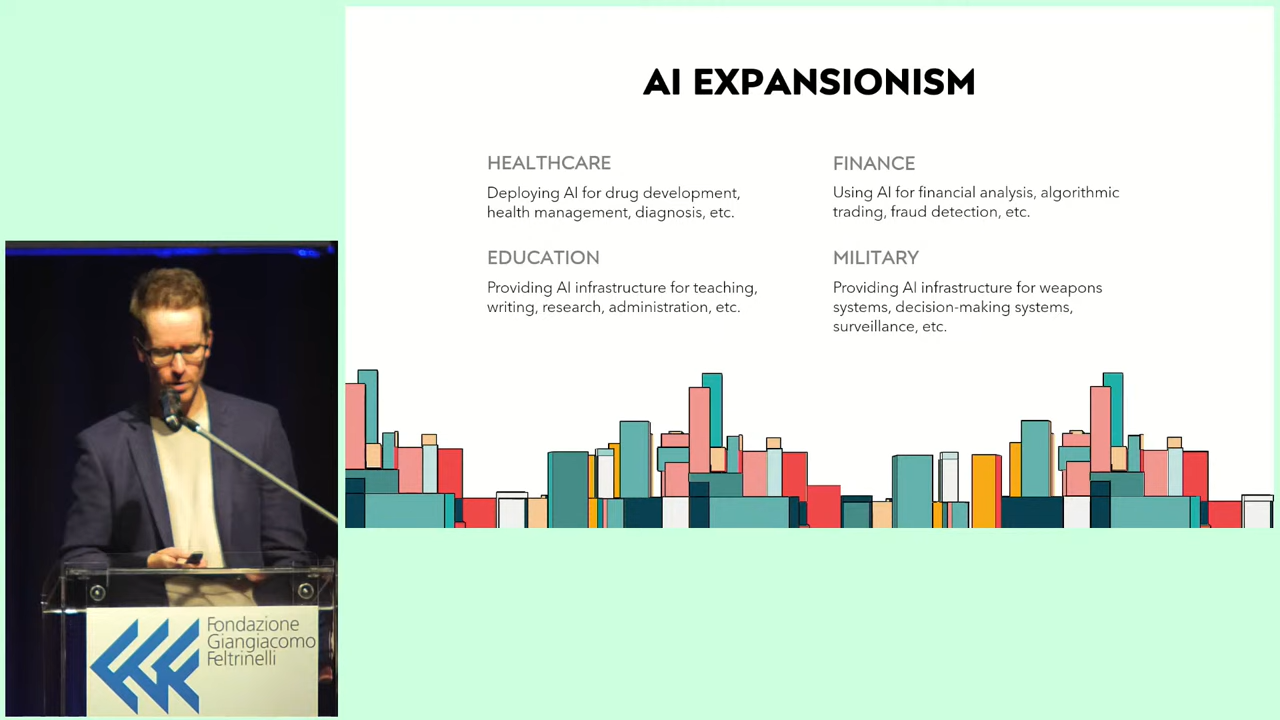 AI EXPANSIONISM
HEALTHCARE
Deploying AI for drug development,
health management, diagnosis, etc.
FINANCE
Using AI for financial analysis, algorithmic
trading, fraud detection, etc.
EDUCATION
Providing AI infrastructure for teaching,
writing, research, administration, etc.
MILITARY
Providing AI infrastructure for weapons
systems, decision-making systems,
surveillance, etc.
Fondazione
Giangiacomo
Feltrinelli